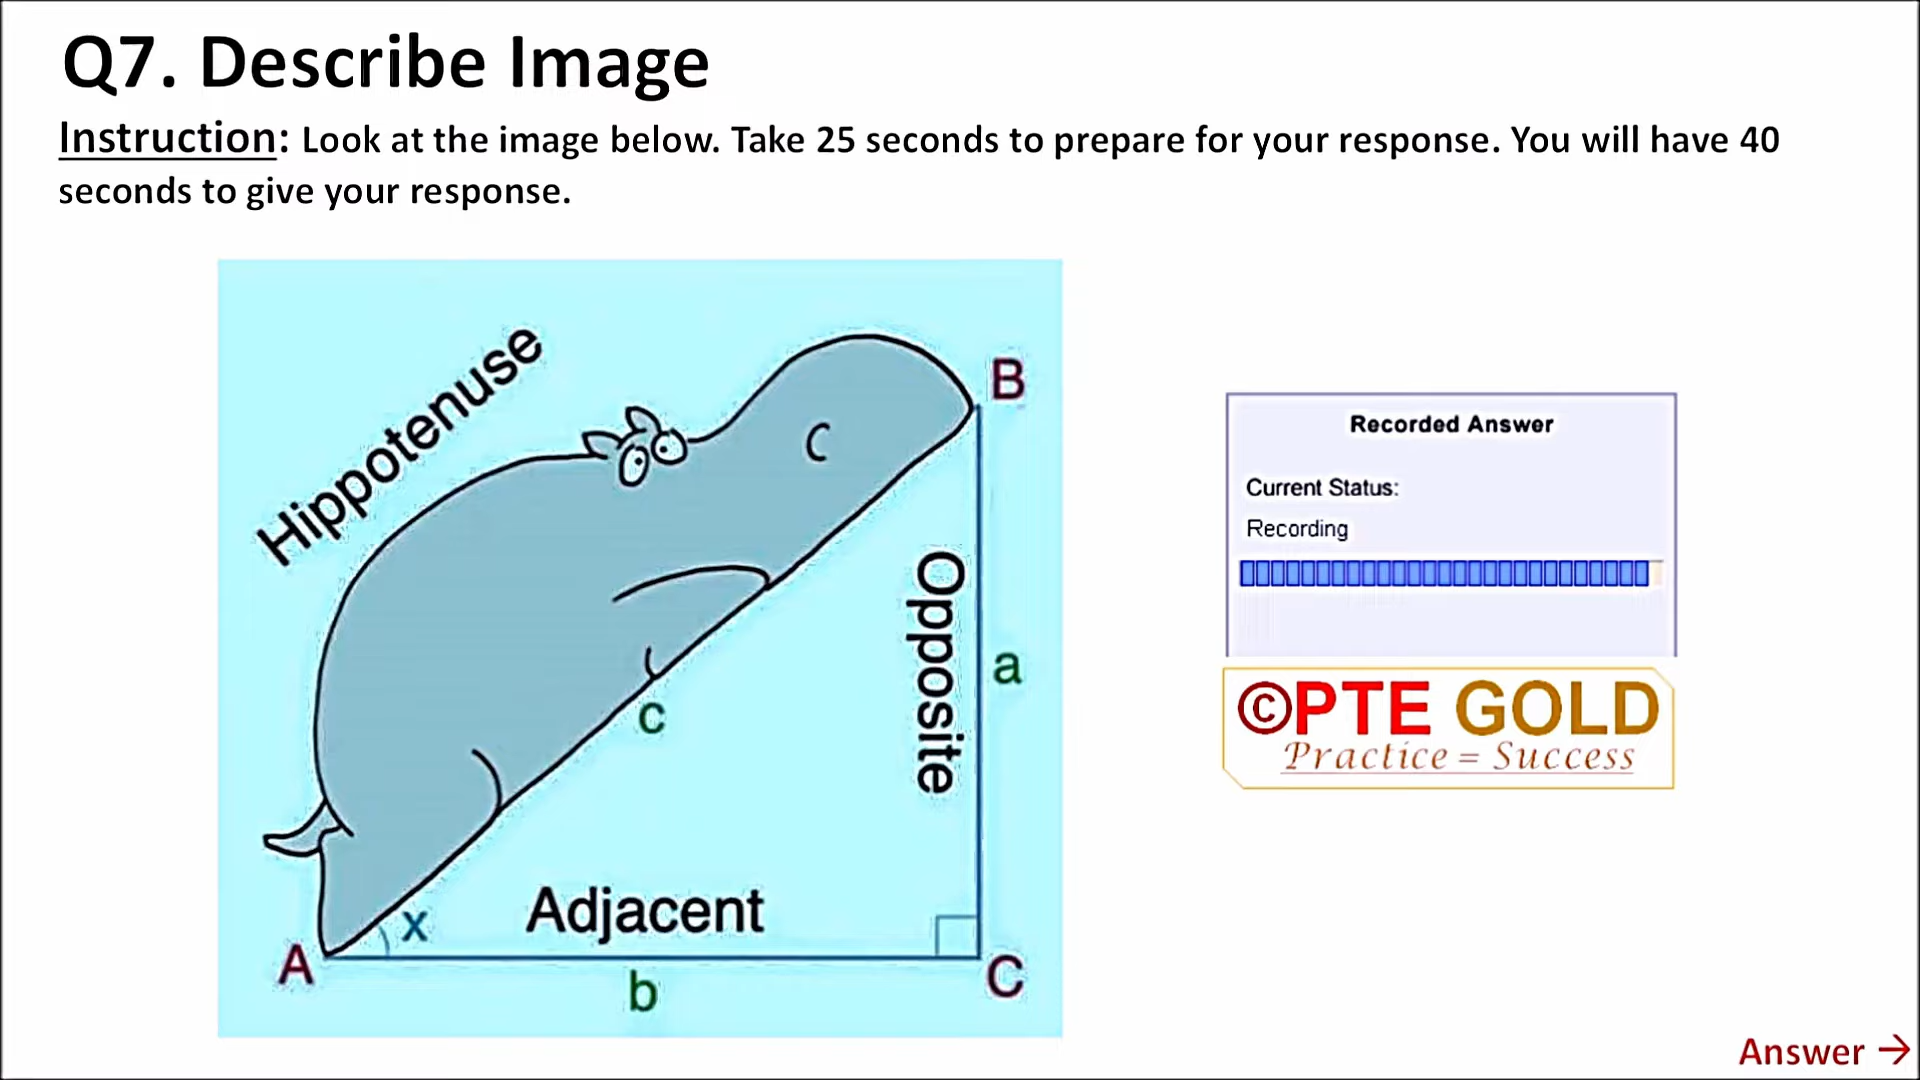 Q7. Describe Image
Instruction: Look at the image below. Take 25 seconds to prepare for your response. You will have 40
seconds to give your response.
Hippotenuse
B
Opposite
a
c
x
Adjacent
A
b
C
Recorded Answer
Current Status:
Recording
©PTE GOLD
Practice = Success
Answer →